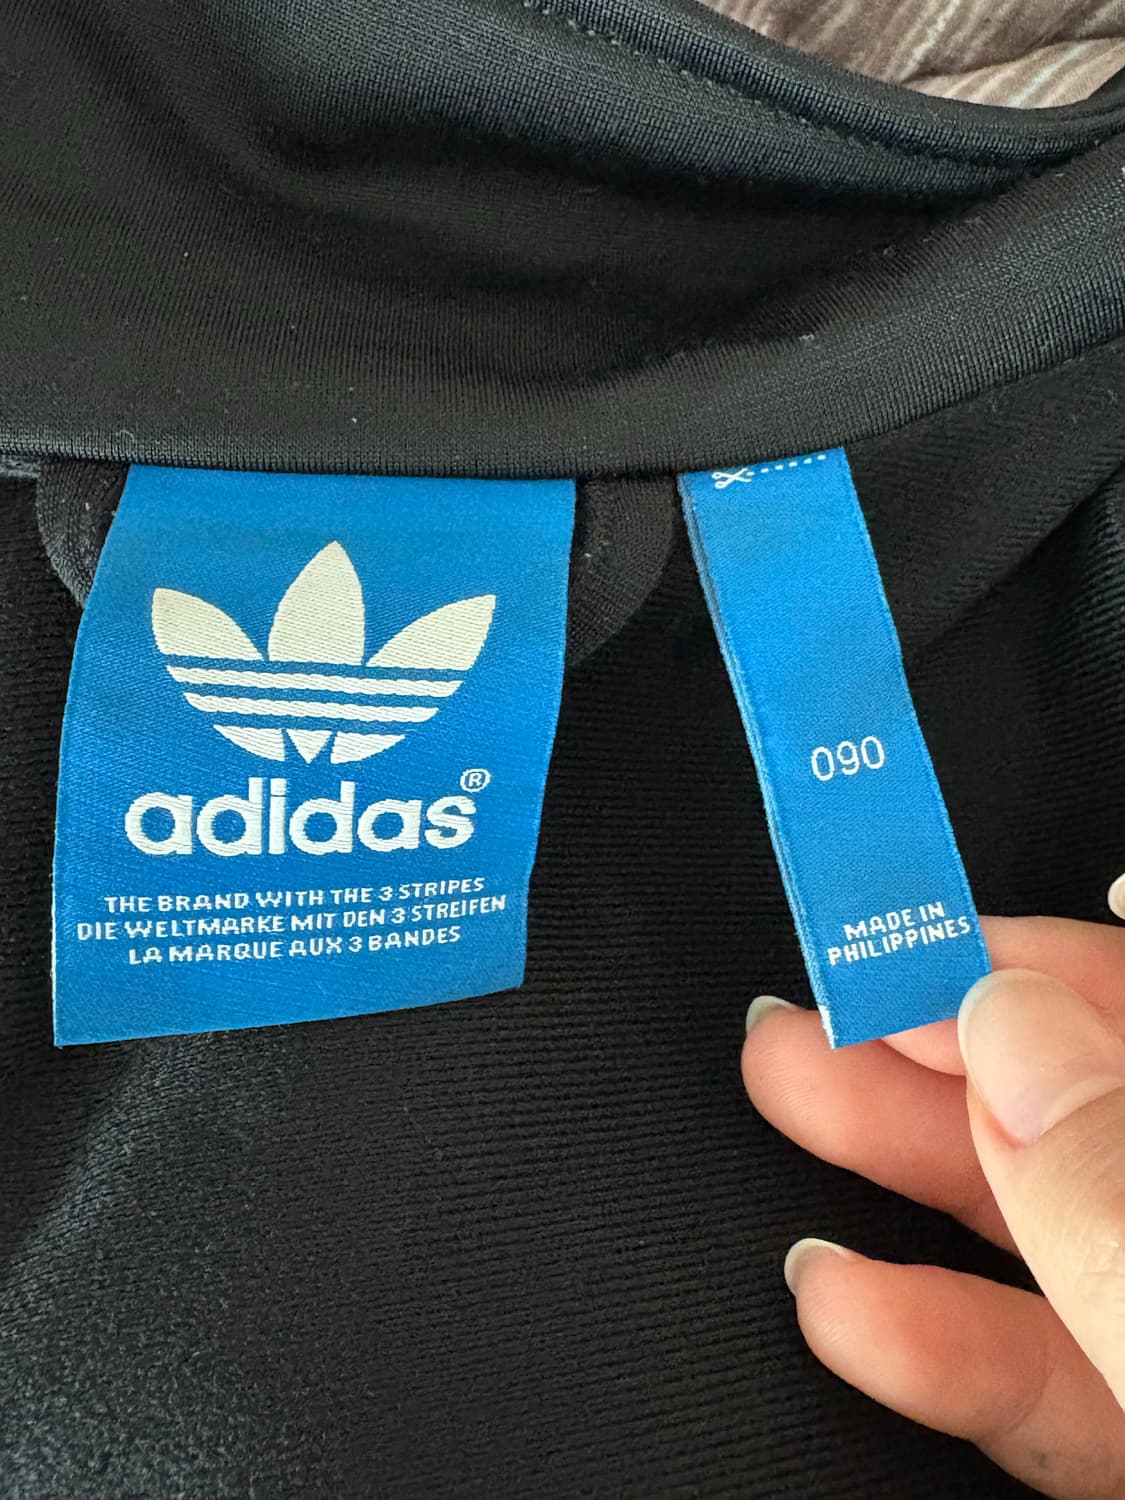 adidas®
THE BRAND WITH THE 3 STRIPES
DIE WELTMARKE MIT DEN 3 STREIFEN
LA MARQUE AUX 3 BANDES
090
MADE IN
PHILIPPINES